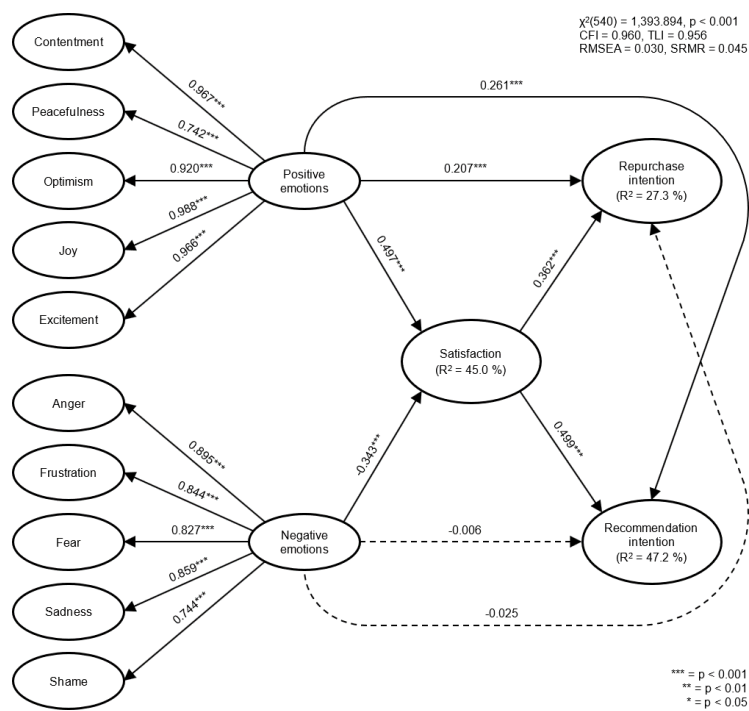 χ²(540) = 1,393.894, p < 0.001
CFI = 0.960, TLI = 0.956
RMSEA = 0.030, SRMR = 0.045
Contentment
Peacefulness
Optimism
Joy
Excitement
0.967***
0.742***
0.920***
0.988***
0.966***
Positive
emotions
0.261***
0.207***
0.497***
Repurchase
intention
(R² = 27.3 %)
0.362***
Satisfaction
(R² = 45.0 %)
Anger
Frustration
Fear
Sadness
Shame
0.895***
0.844***
0.827***
0.859***
0.744***
Negative
emotions
-0.343***
0.499***
-0.006
-0.025
Recommendation
intention
(R² = 47.2 %)
*** = p < 0.001
** = p < 0.01
* = p < 0.05